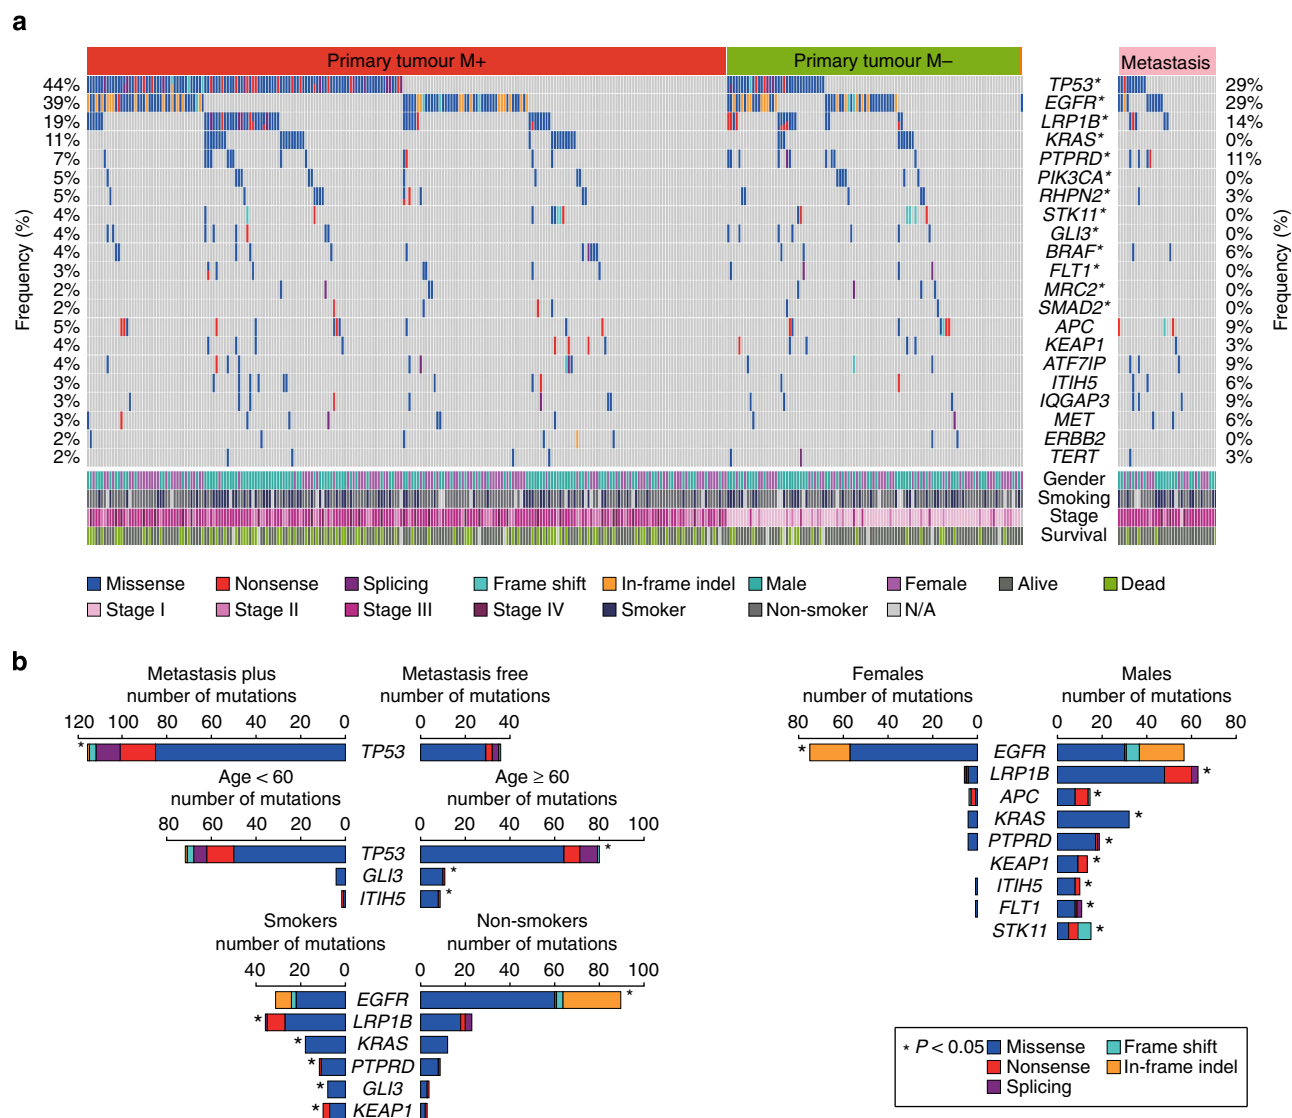 a
Primary tumour M+ Primary tumour M– Metastasis
44% TP53* 29%
39% EGFR* 29%
19% LRP1B* 14%
11% KRAS* 0%
7% PTPRD* 11%
5% PIK3CA* 0%
5% RHPN2* 3%
4% STK11* 0%
4% GLI3* 0%
4% BRAF* 6%
3% FLT1* 0%
2% MRC2* 0%
2% SMAD2* 0%
5% APC 9%
4% KEAP1 3%
4% ATF7IP 9%
3% ITIH5 6%
3% IQGAP3 9%
3% MET 6%
2% ERBB2 0%
2% TERT 3%
Frequency (%)
Frequency (%)
Gender
Smoking
Stage
Survival
Missense Nonsense Splicing Frame shift In-frame indel Male Female Alive Dead
Stage I Stage II Stage III Stage IV Smoker Non-smoker N/A
b
Metastasis plus
number of mutations
Metastasis free
number of mutations
120 100 80 60 40 20 0
0 20 40
* TP53
Age < 60
number of mutations
Age ≥ 60
number of mutations
80 60 40 20 0
0 20 40 60 80 100
TP53 *
GLI3 *
ITIH5 *
Smokers
number of mutations
Non-smokers
number of mutations
40 20 0
0 20 40 60 80 100
EGFR *
* LRP1B
* KRAS
* PTPRD
* GLI3
* KEAP1
Females
number of mutations
Males
number of mutations
80 60 40 20 0
0 20 40 60 80
* EGFR
LRP1B *
APC *
KRAS *
PTPRD *
KEAP1 *
ITIH5 *
FLT1 *
STK11 *
* P < 0.05
Missense Frame shift
Nonsense In-frame indel
Splicing